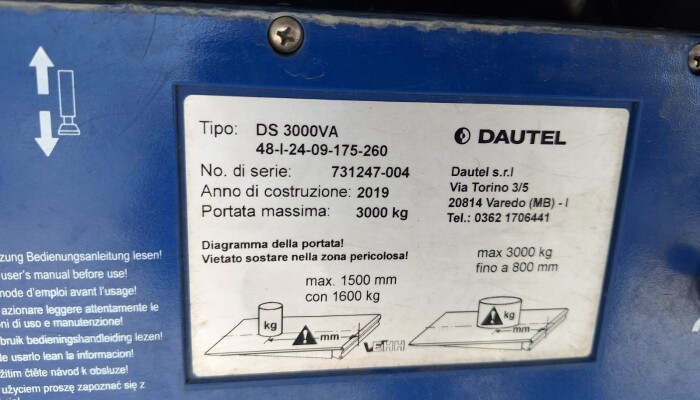 Tipo: DS 3000VA
48-I-24-09-175-260
No. di serie: 731247-004
Anno di costruzione: 2019
Portata massima: 3000 kg
DAUTEL
Dautel s.r.l
Via Torino 3/5
20814 Varedo (MB) - I
Tel.: 0362 1706441
Diagramma della portata!
Vietato sostare nella zona pericolosa!
max. 1500 mm
con 1600 kg
max 3000 kg
fino a 800 mm
kg
mm
kg
mm
zung Bedienungsanleitung lesen!
user's manual before use!
mode d'emploi avant l'usage!
azionare leggere attentamente le
oni di uso e manutenzione!
bruik bedieningshandleiding lezen!
le usarlo lean la informacion!
žitím čtěte návod k obsluze!
użyciem proszę zapoznać się z